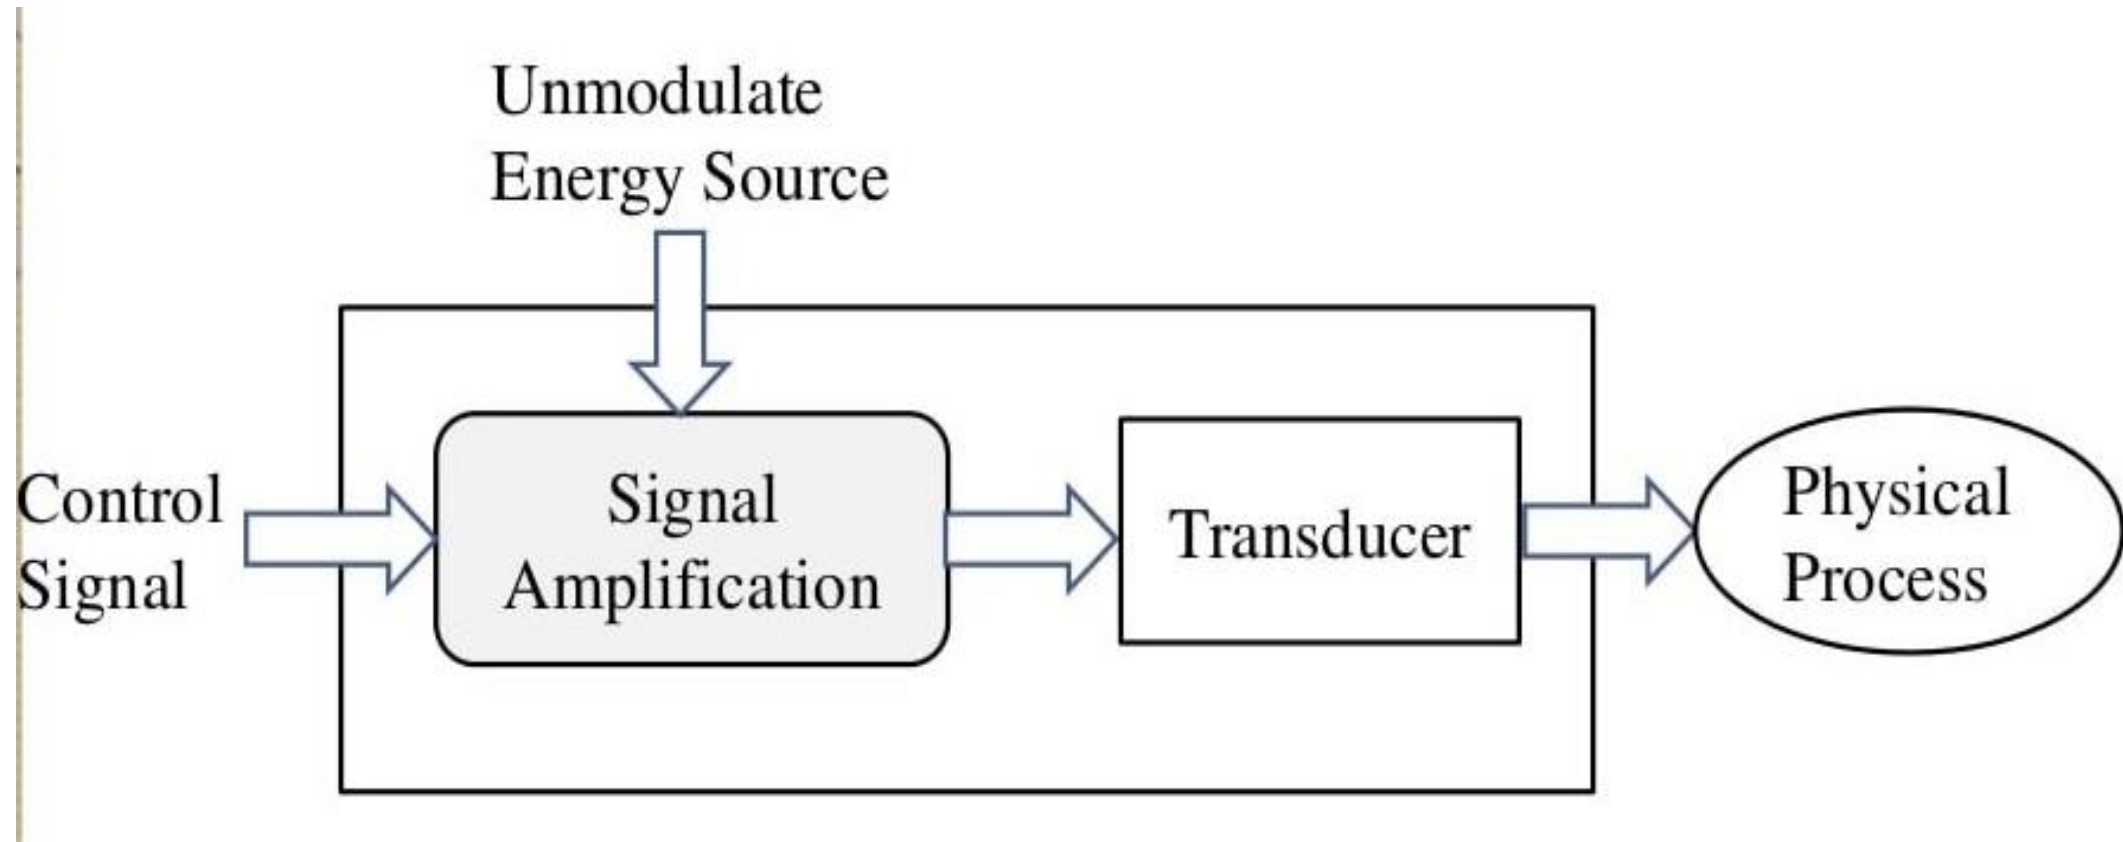 Unmodulate
Energy Source
Control
Signal
Signal
Amplification
Transducer
Physical
Process